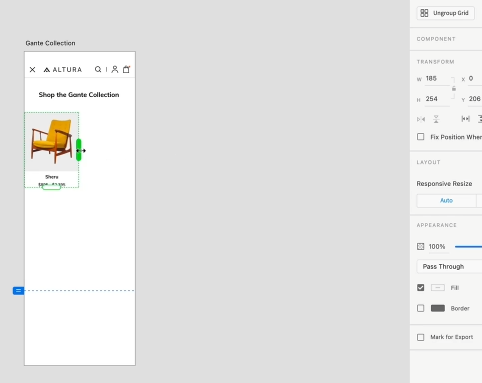 Ungroup Grid
Gante Collection
COMPONENT
ALTURA
TRANSFORM
W 185 X 0
Shop the Gante Collection
H 254 Y 206
Fix Position When
LAYOUT
Shera
Responsive Resize
Auto
APPEARANCE
100%
Pass Through
Fill
Border
Mark for Export